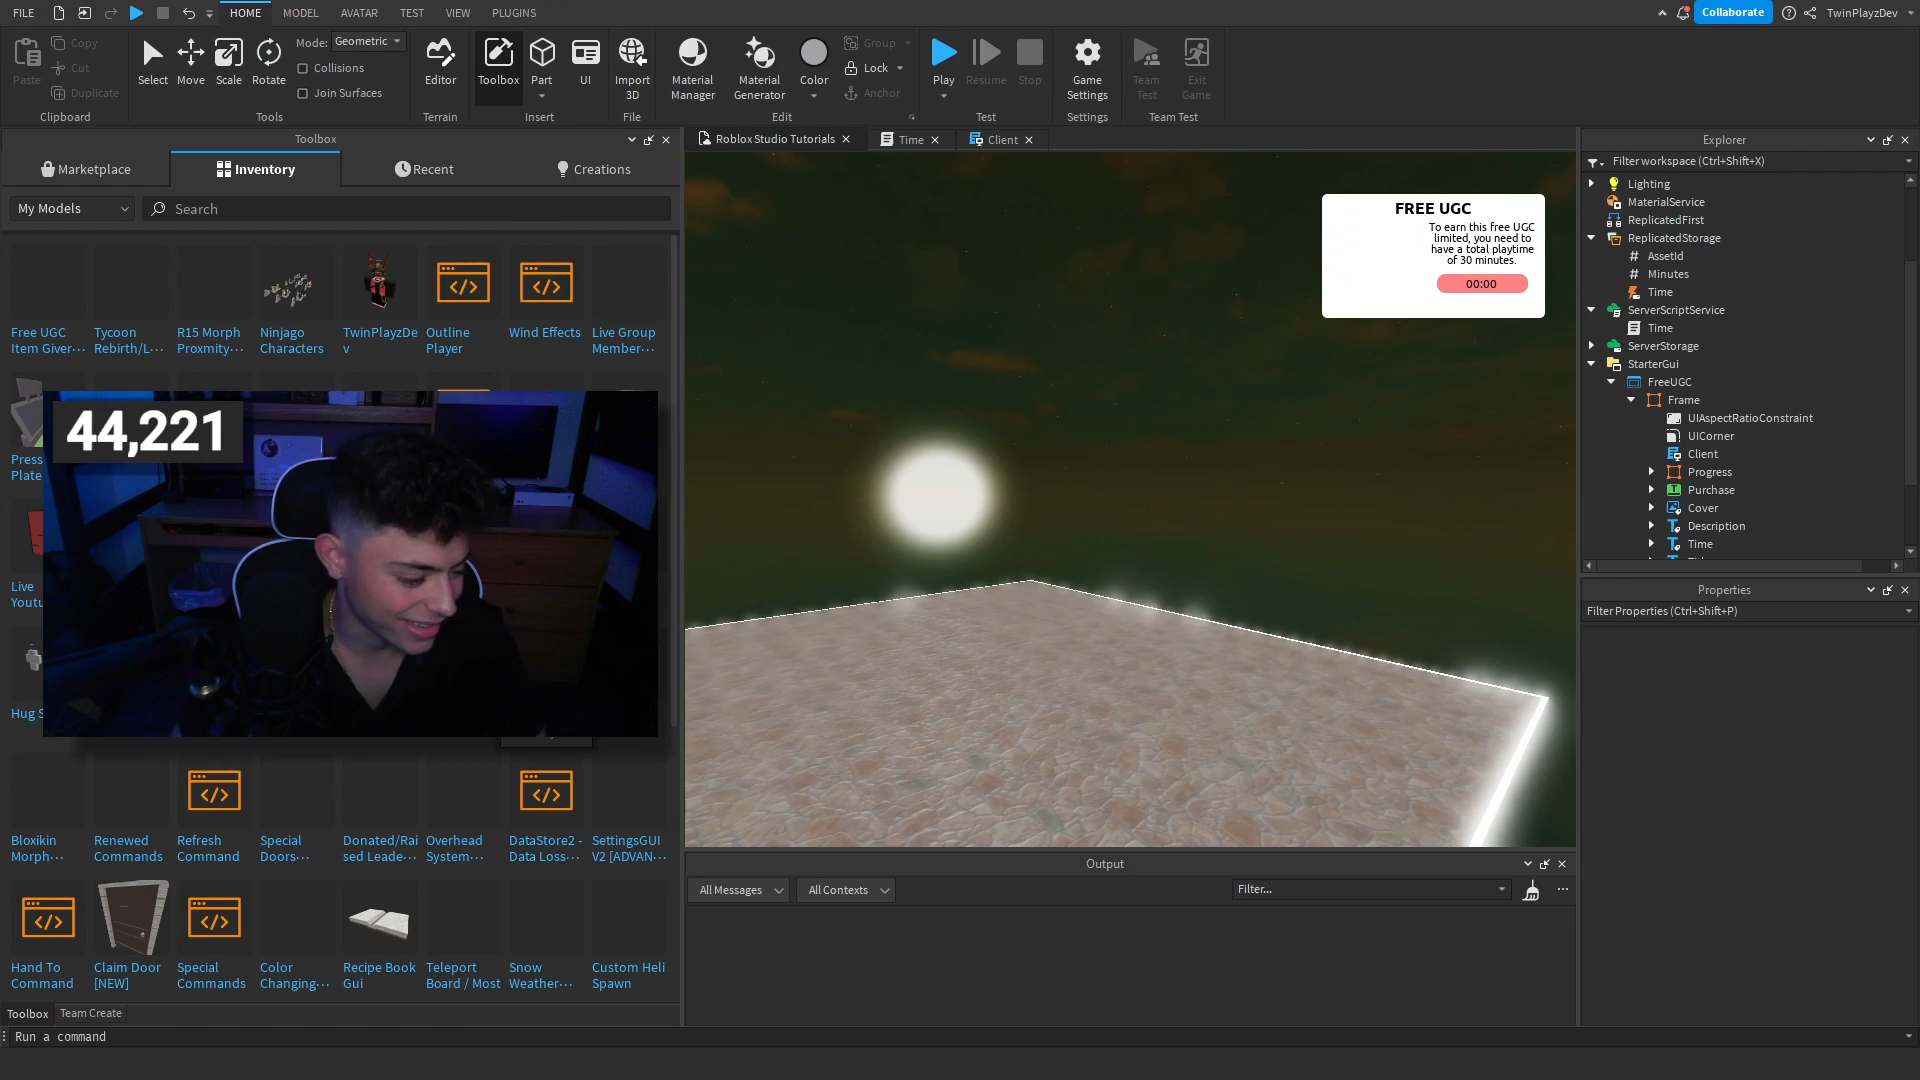 FILE
HOME
MODEL
AVATAR
TEST
VIEW
PLUGINS
Collaborate
TwinPlayzDev
Paste
Copy
Cut
Duplicate
Clipboard
Select
Move
Scale
Rotate
Mode:
Geometric
Collisions
Join Surfaces
Tools
Editor
Terrain
Toolbox
Part
UI
Insert
Import
3D
File
Material
Manager
Material
Generator
Color
Group
Lock
Anchor
Edit
Play
Resume
Stop
Test
Game
Settings
Settings
Team
Test
Exit
Game
Team Test
Toolbox
Marketplace
Inventory
Recent
Creations
My Models
Search
Free UGC
Item Giver...
Tycoon
Rebirth/L...
R15 Morph
Proxmity...
Ninjago
Characters
TwinPlayzDe
v
Outline
Player
Wind Effects
Live Group
Member...
44,221
Press
Plate
Live
Youtu
Hug S
Bloxikin
Morph...
Renewed
Commands
Refresh
Command
Special
Doors...
Donated/Rai
sed Leade...
Overhead
System...
DataStore2 -
Data Loss...
SettingsGUI
V2 [ADVAN...
Hand To
Command
Claim Door
[NEW]
Special
Commands
Color
Changing...
Recipe Book
Gui
Teleport
Board / Most
Snow
Weather...
Custom Heli
Spawn
Toolbox
Team Create
Run a command
Roblox Studio Tutorials
Time
Client
FREE UGC
To earn this free UGC
limited, you need to
have a total playtime
of 30 minutes.
00:00
Output
All Messages
All Contexts
Filter...
Explorer
Filter workspace (Ctrl+Shift+X)
Lighting
MaterialService
ReplicatedFirst
ReplicatedStorage
AssetId
Minutes
Time
ServerScriptService
Time
ServerStorage
StarterGui
FreeUGC
Frame
UIAspectRatioConstraint
UICorner
Client
Progress
Purchase
Cover
Description
Time
Properties
Filter Properties (Ctrl+Shift+P)